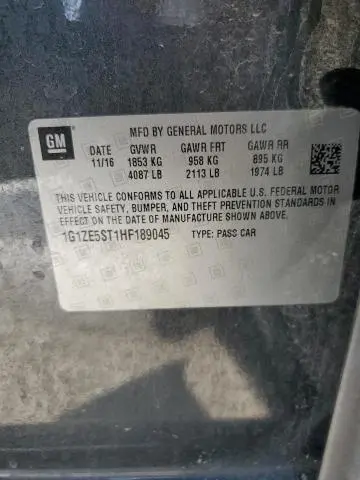 GM
MFD BY GENERAL MOTORS LLC
DATE GVWR GAWR FRT GAWR RR
11/16 1853 KG 958 KG 895 KG
4087 LB 2113 LB 1974 LB
THIS VEHICLE CONFORMS TO ALL APPLICABLE U.S. FEDERAL MOTOR
VEHICLE SAFETY, BUMPER, AND THEFT PREVENTION STANDARDS IN
EFFECT ON THE DATE OF MANUFACTURE SHOWN ABOVE.
1G1ZE5ST1HF189045 TYPE: PASS CAR